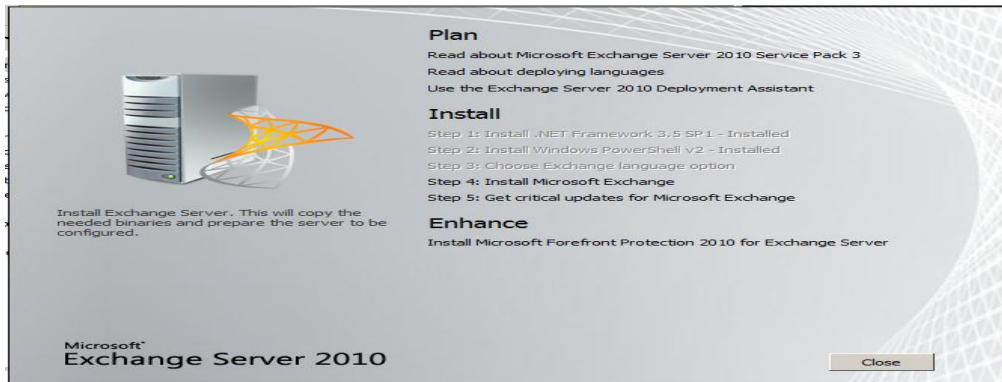 Plan
Read about Microsoft Exchange Server 2010 Service Pack 3
Read about deploying languages
Use the Exchange Server 2010 Deployment Assistant
Install
Step 1: Install .NET Framework 3.5 SP1 - Installed
Step 2: Install Windows PowerShell v2 - Installed
Step 3: Choose Exchange language option
Step 4: Install Microsoft Exchange
Step 5: Get critical updates for Microsoft Exchange
Enhance
Install Microsoft Forefront Protection 2010 for Exchange Server
Install Exchange Server. This will copy the
needed binaries and prepare the server to be
configured.
Microsoft
Exchange Server 2010
Close